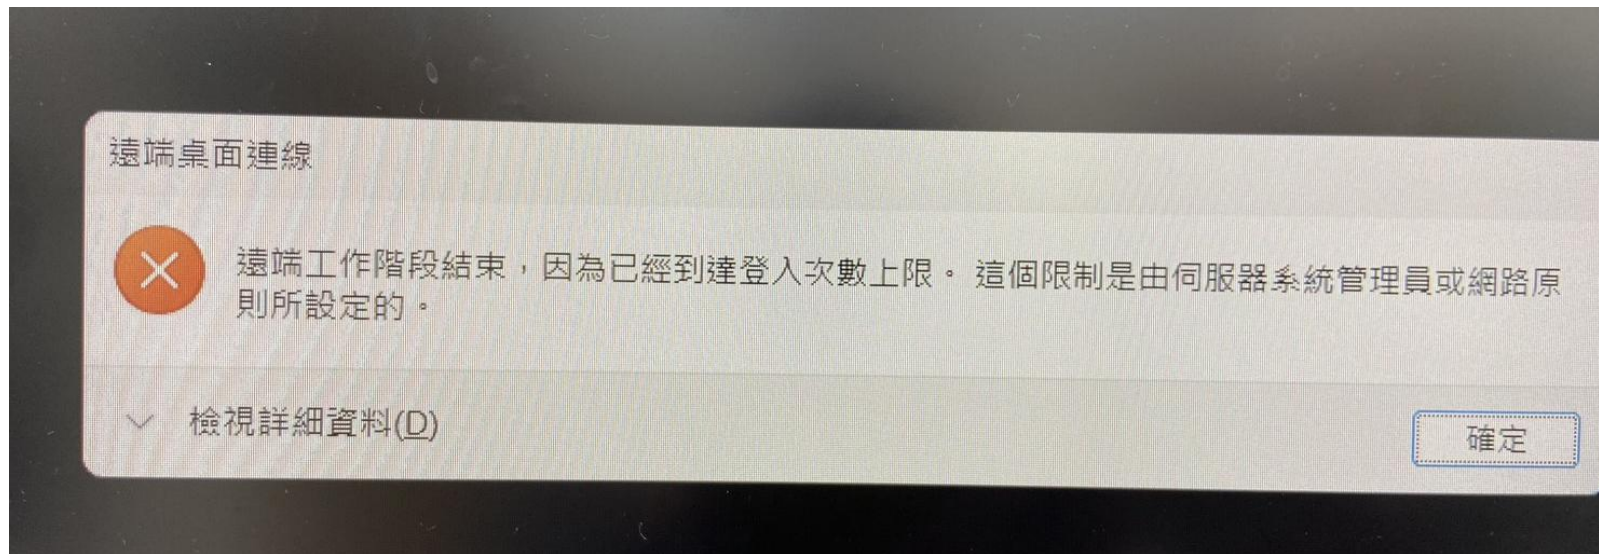 遠端桌面連線
遠端工作階段結束，因為已經到達登入次數上限。 這個限制是由伺服器系統管理員或網路原
則所設定的。
檢視詳細資料(D)
確定